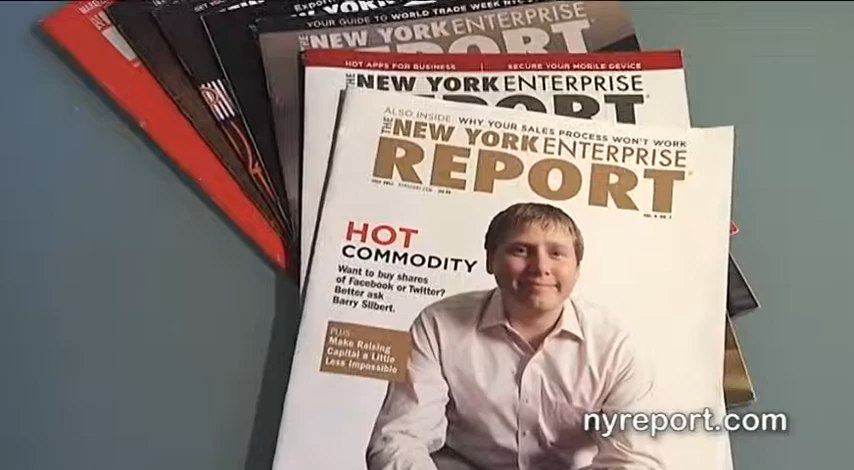 YOUR GUIDE TO WORLD TRADE WEEK NYC
NEW YORK ENTERPRISE
REPORT
HOT APPS FOR BUSINESS | SECURE YOUR MOBILE DEVICE
THE NEW YORK ENTERPRISE
REPORT
ALSO INSIDE WHY YOUR SALES PROCESS WON'T WORK
THE NEW YORK ENTERPRISE
REPORT
HOT
COMMODITY
Want to buy shares
of Facebook or Twitter?
Better ask
Barry Silbert.
PLUS
Make Raising
Capital a Little
Less Impossible
nyreport.com